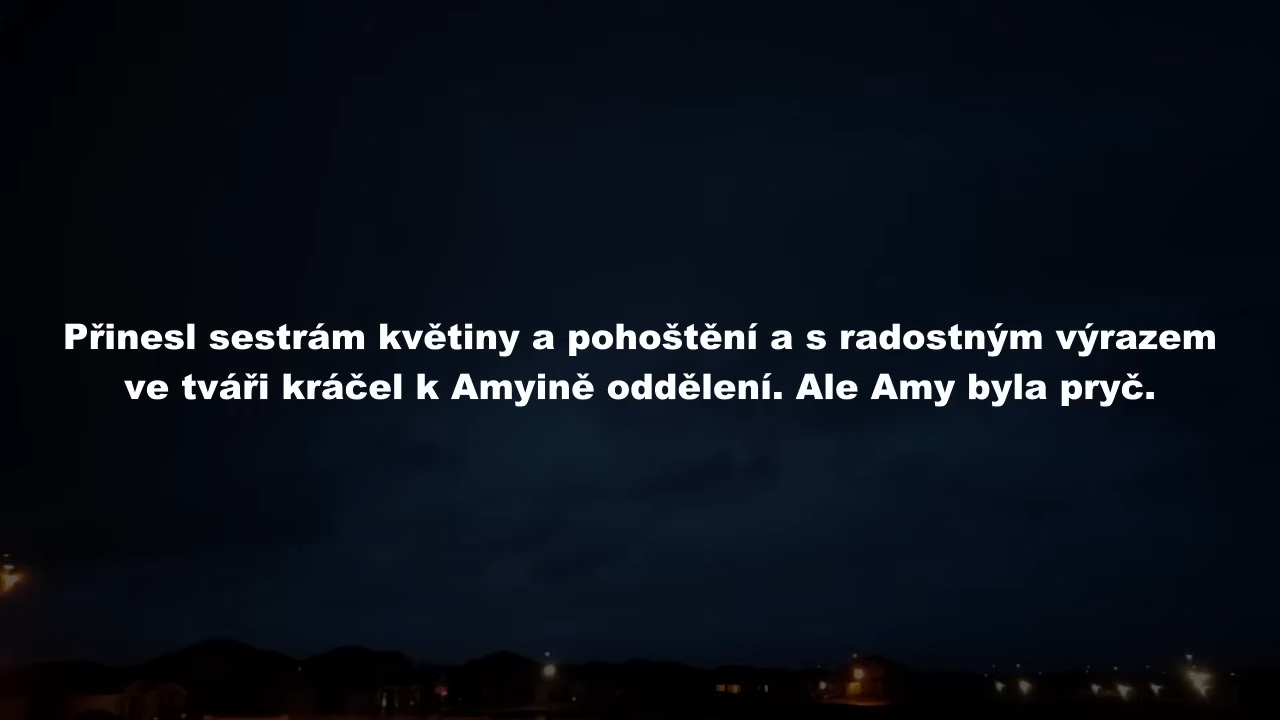 Přinesl sestrám květiny a pohoštění a s radostným výrazem
ve tváři kráčel k Amyině oddělení. Ale Amy byla pryč.